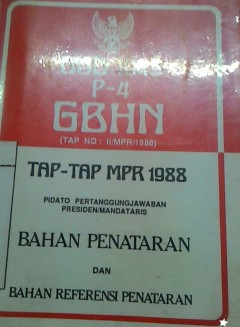 P-4
GBHN
(TAP NO: II/MPR/1988)
TAP-TAP MPR 1988
PIDATO PERTANGGUNGJAWABAN
PRESIDEN/MANDATARIS
BAHAN PENATARAN
DAN
BAHAN REFERENSI PENATARAN